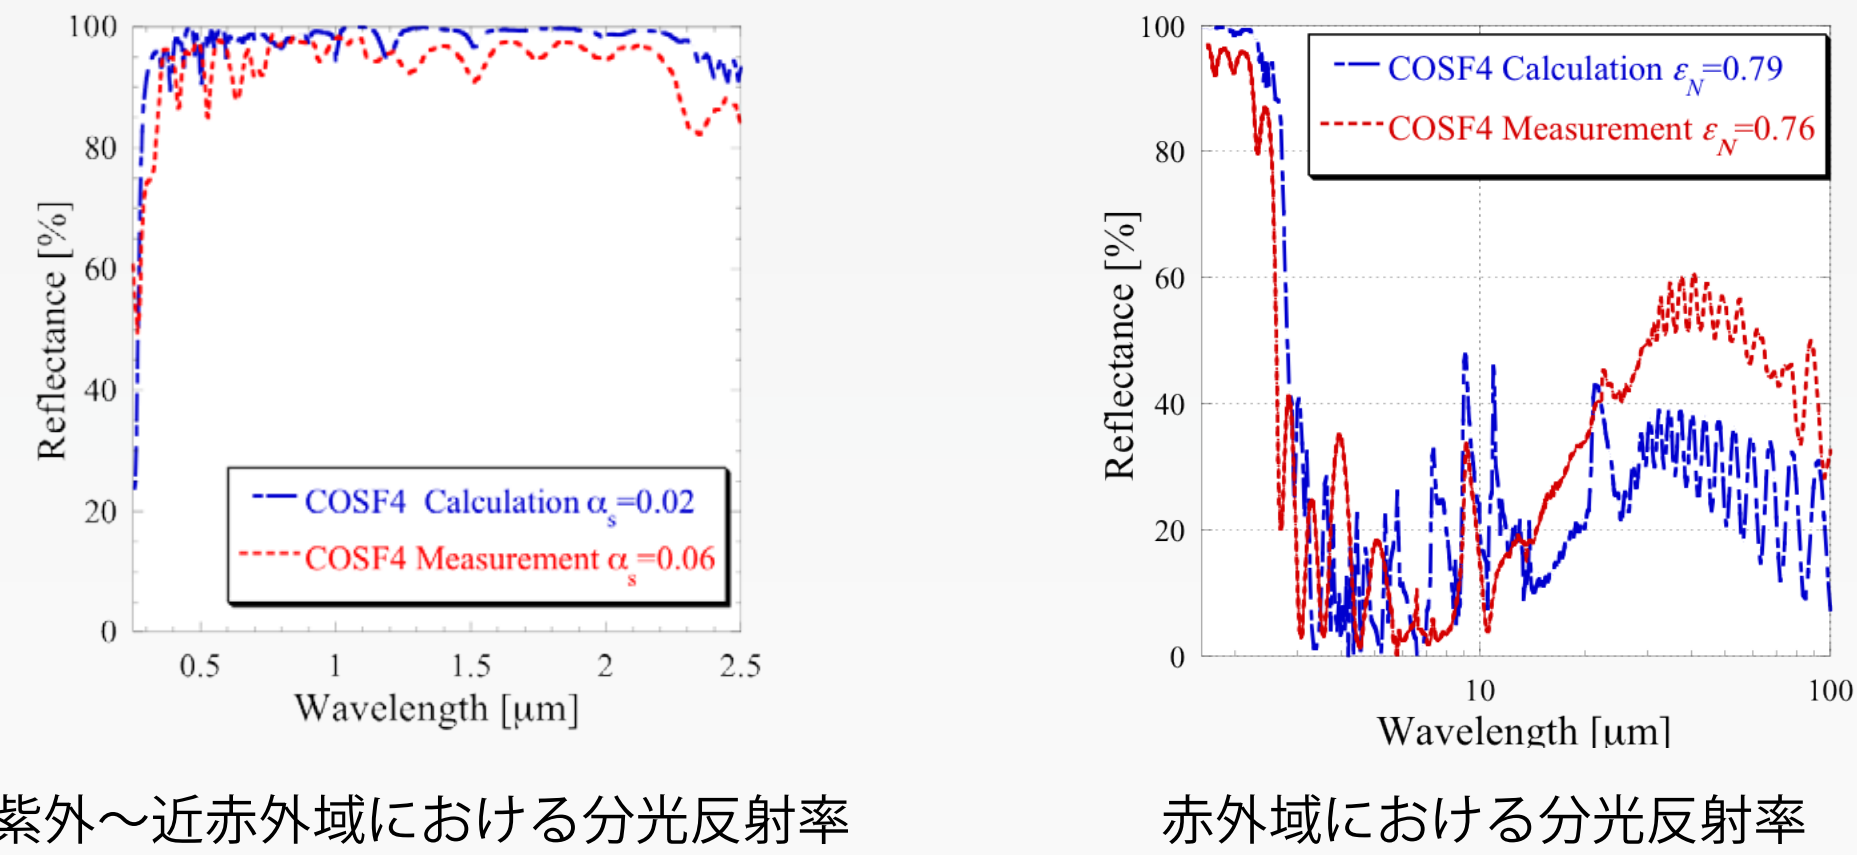 100
80
60
40
20
0
Reflectance [%]
COSF4 Calculation αs=0.02
COSF4 Measurement αs=0.06
0.5 1 1.5 2 2.5
Wavelength [μm]
紫外～近赤外域における分光反射率
100
80
60
40
20
0
Reflectance [%]
COSF4 Calculation εN=0.79
COSF4 Measurement εN=0.76
10 100
Wavelength [μm]
赤外域における分光反射率